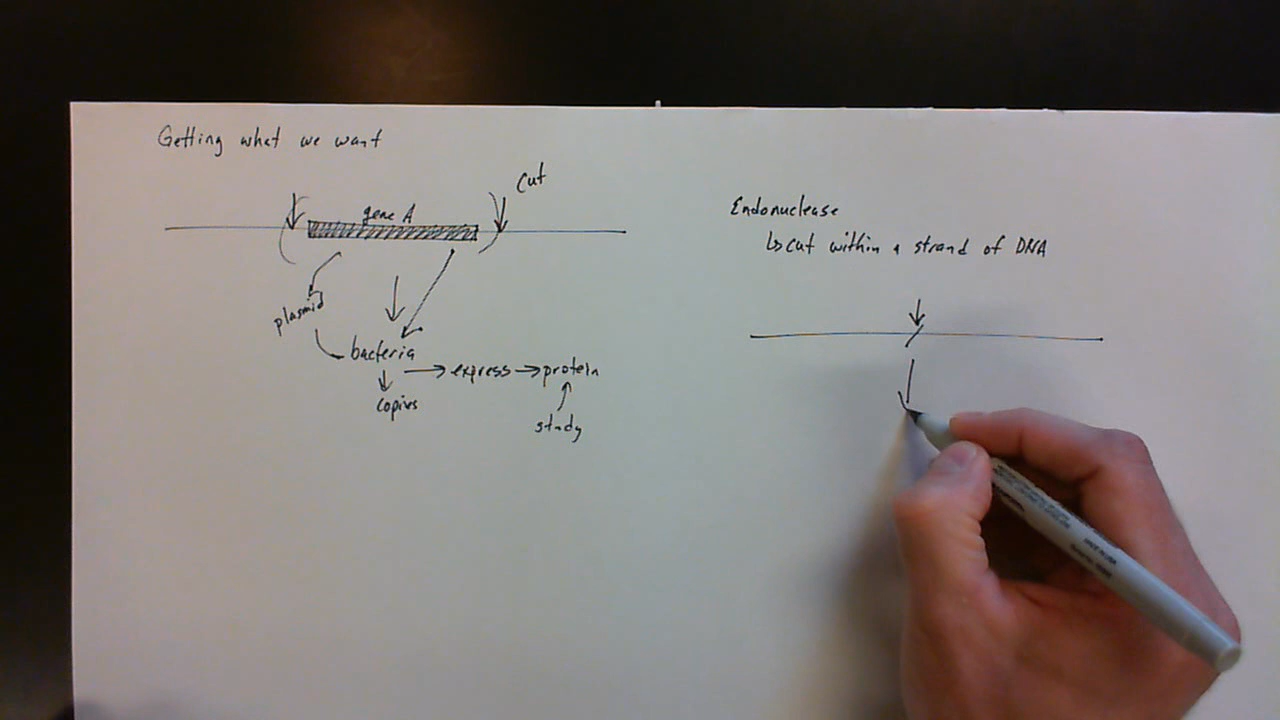 Getting what we want
cut
gene A
plasmid
bacteria
express
protein
copies
study
Endonuclease
cut within a strand of DNA